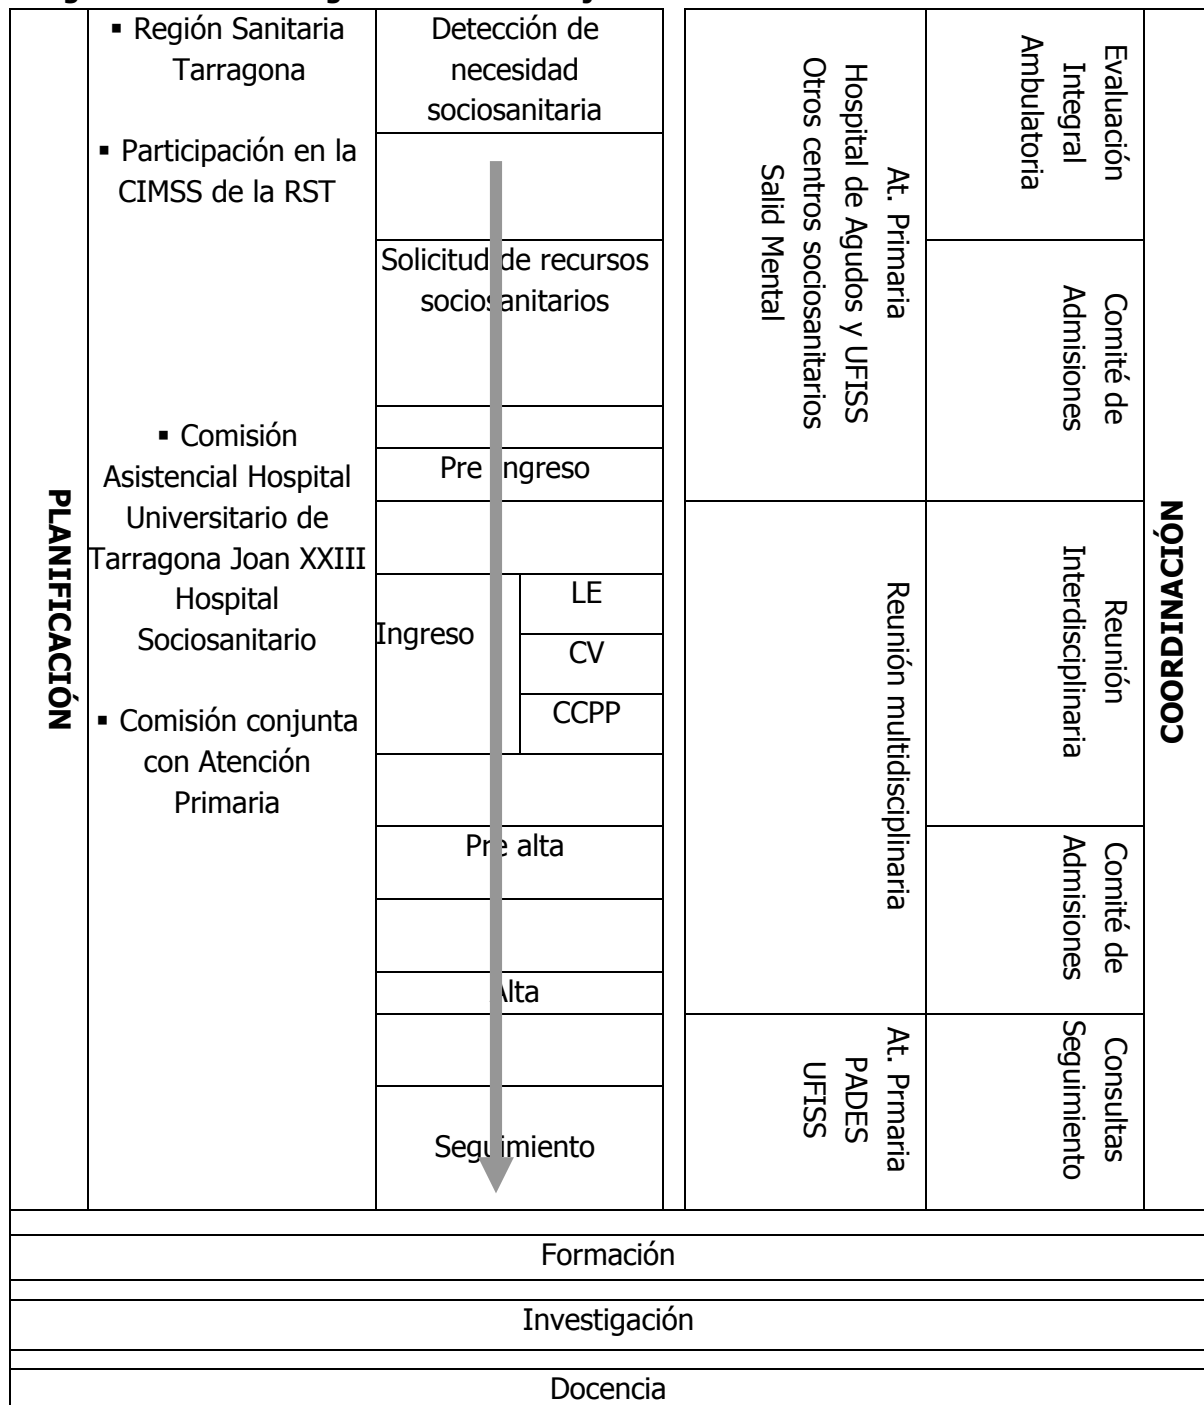 PLANIFICACIÓN
▪ Región Sanitaria
Tarragona
▪ Participación en la
CIMSS de la RST
▪ Comisión
Asistencial Hospital
Universitario de
Tarragona Joan XXIII
Hospital
Sociosanitario
▪ Comisión conjunta
con Atención
Primaria
Detección de
necesidad
sociosanitaria
Solicitud de recursos
sociosanitarios
Pre ingreso
Ingreso
LE
CV
CCPP
Pre alta
Alta
Seguimiento
At. Primaria
Hospital de Agudos y UFISS
Otros centros sociosanitarios
Salid Mental
Reunión multidisciplinaria
At. Prmaria
PADES
UFISS
Evaluación
Integral
Ambulatoria
Comité de
Admisiones
Reunión
Interdisciplinaria
Comité de
Admisiones
Consultas
Seguimiento
COORDINACIÓN
Formación
Investigación
Docencia